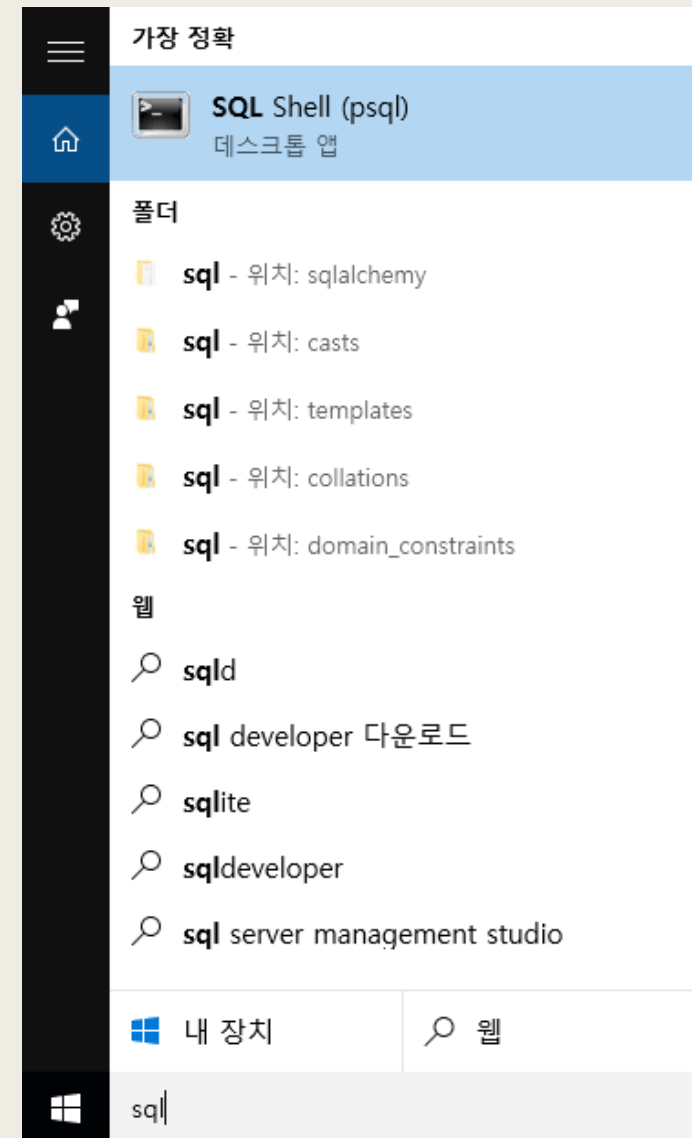 가장 정확
SQL Shell (psql)
데스크톱 앱
폴더
sql - 위치: sqlalchemy
sql - 위치: casts
sql - 위치: templates
sql - 위치: collations
sql - 위치: domain_constraints
웹
sqld
sql developer 다운로드
sqlite
sqldeveloper
sql server management studio
내 장치
웹
sql